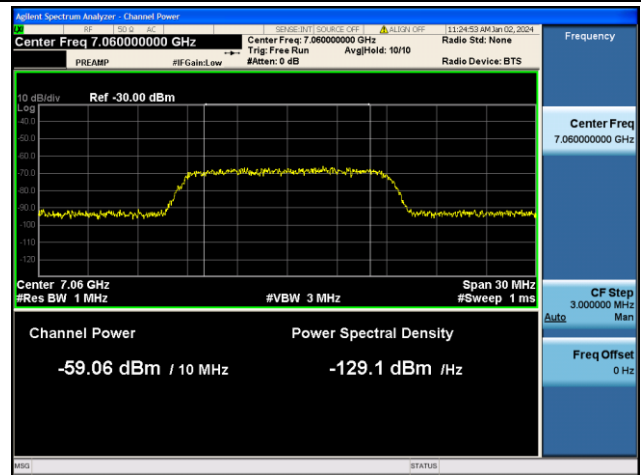 Agilent Spectrum Analyzer - Channel Power
RF 50 Ω AC SENSE:INT SOURCE OFF ALIGN OFF 11:24:53 AM Jan 02, 2024
Center Freq 7.060000000 GHz
Center Freq: 7.060000000 GHz
Radio Std: None
Trig: Free Run Avg|Hold: 10/10
PREAMP #IFGain:Low #Atten: 0 dB Radio Device: BTS
10 dB/div Ref -30.00 dBm
Log
-40.0
-50.0
-60.0
-70.0
-80.0
-90.0
-100
-110
-120
Center 7.06 GHz Span 30 MHz
#Res BW 1 MHz #VBW 3 MHz #Sweep 1 ms
Channel Power Power Spectral Density
-59.06 dBm / 10 MHz -129.1 dBm /Hz
MSG STATUS
Frequency
Center Freq
7.060000000 GHz
CF Step
3.000000 MHz
Auto Man
Freq Offset
0 Hz